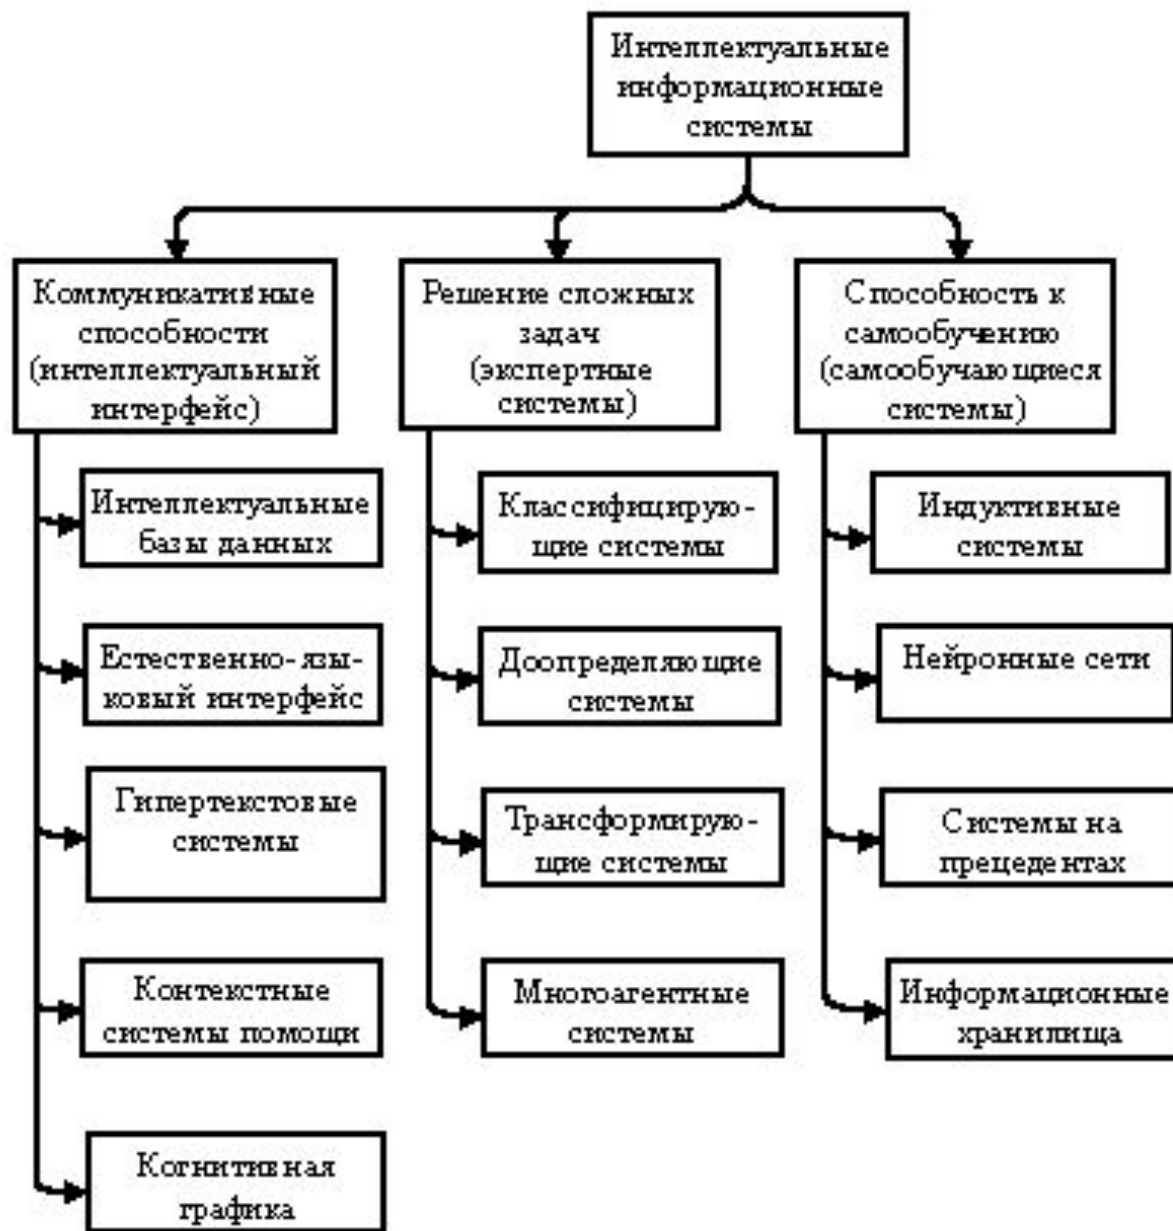 Интеллектуальные
информационные
системы
Коммуникативные
способности
(интеллектуальный
интерфейс)
Решение сложных
задач
(экспертные
системы)
Способность к
самообучению
(самообучающиеся
системы)
Интеллектуальные
базы данных
Естественно-язы-
ковый интерфейс
Гипертекстовые
системы
Контекстные
системы помощи
Когнитивная
графика
Классифицирую-
щие системы
Доопределяющие
системы
Трансформирую-
щие системы
Многоагентные
системы
Индуктивные
системы
Нейронные сети
Системы на
прецедентах
Информационные
хранилища